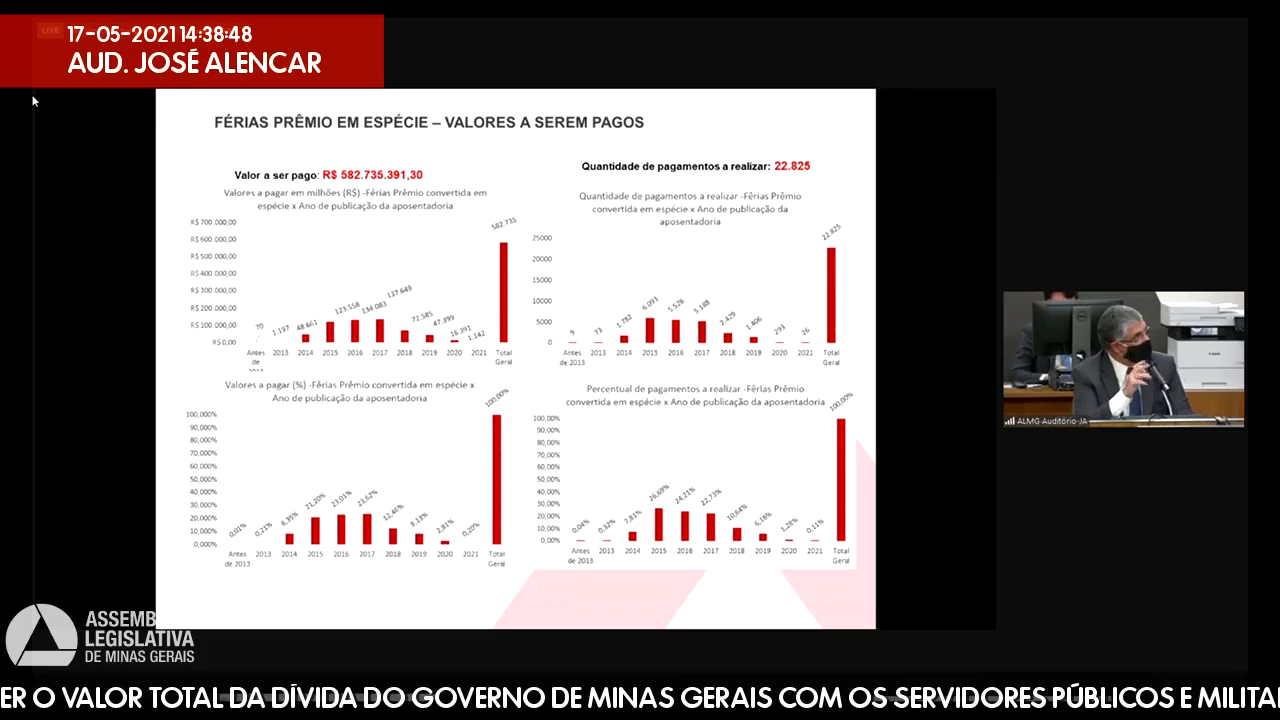 LIVE
17-05-2021 14:38:48
AUD. JOSÉ ALENCAR
FÉRIAS PRÊMIO EM ESPÉCIE – VALORES A SEREM PAGOS
Valor a ser pago: R$ 582.735.391,30
Valores a pagar em milhões (R$) -Férias Prêmio convertida em
espécie x Ano de publicação da aposentadoria
R$ 700.000,00
R$ 600.000,00
R$ 500.000,00
R$ 400.000,00
R$ 300.000,00
R$ 200.000,00
R$ 100.000,00
R$ 0,00
70
1.197
48.661
123.558
134.083
137.649
72.585
47.399
16.391
1.142
582.735
Antes de 2013 2013 2014 2015 2016 2017 2018 2019 2020 2021 Total Geral
Quantidade de pagamentos a realizar: 22.825
Quantidade de pagamentos a realizar -Férias Prêmio
convertida em espécie x Ano de publicação da
aposentadoria
25000
20000
15000
10000
5000
0
9
73
1.782
6.093
5.526
5.188
2.429
1.406
293
26
22.825
Antes de 2013 2013 2014 2015 2016 2017 2018 2019 2020 2021 Total Geral
Valores a pagar (%) -Férias Prêmio convertida em espécie x
Ano de publicação da aposentadoria
100,000%
90,000%
80,000%
70,000%
60,000%
50,000%
40,000%
30,000%
20,000%
10,000%
0,000%
0,01%
0,21%
8,35%
21,20%
23,01%
23,62%
12,46%
8,13%
2,81%
0,20%
100,00%
Antes de 2013 2013 2014 2015 2016 2017 2018 2019 2020 2021 Total Geral
Percentual de pagamentos a realizar -Férias Prêmio
convertida em espécie x Ano de publicação da aposentadoria
100,00%
90,00%
80,00%
70,00%
60,00%
50,00%
40,00%
30,00%
20,00%
10,00%
0,00%
0,04%
0,32%
7,81%
26,69%
24,21%
22,73%
10,64%
6,16%
1,28%
0,11%
100,00%
Antes de 2013 2013 2014 2015 2016 2017 2018 2019 2020 2021 Total Geral
ALMG Auditório-JA
ASSEMB
LEGISLATIVA
DE MINAS GERAIS
ER O VALOR TOTAL DA DÍVIDA DO GOVERNO DE MINAS GERAIS COM OS SERVIDORES PÚBLICOS E MILITA